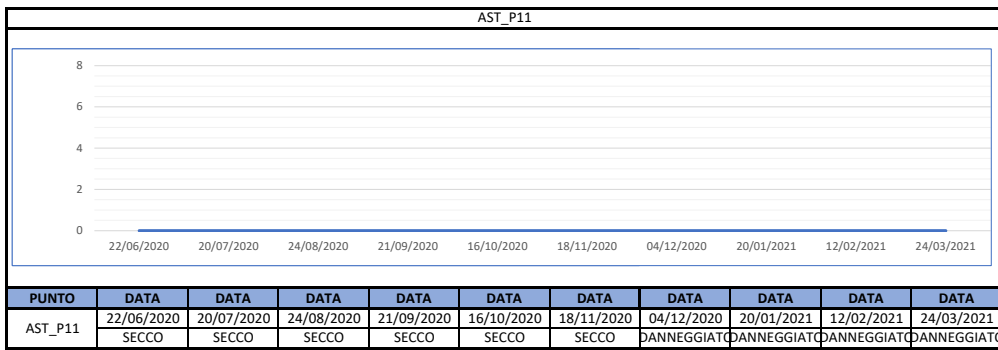 AST_P11
8
6
4
2
0
22/06/2020 20/07/2020 24/08/2020 21/09/2020 16/10/2020 18/11/2020 04/12/2020 20/01/2021 12/02/2021 24/03/2021
PUNTO DATA DATA DATA DATA DATA DATA DATA DATA DATA DATA
AST_P11 22/06/2020 20/07/2020 24/08/2020 21/09/2020 16/10/2020 18/11/2020 04/12/2020 20/01/2021 12/02/2021 24/03/2021
SECCO SECCO SECCO SECCO SECCO SECCO DANNEGGIATO DANNEGGIATO DANNEGGIATO DANNEGGIATO